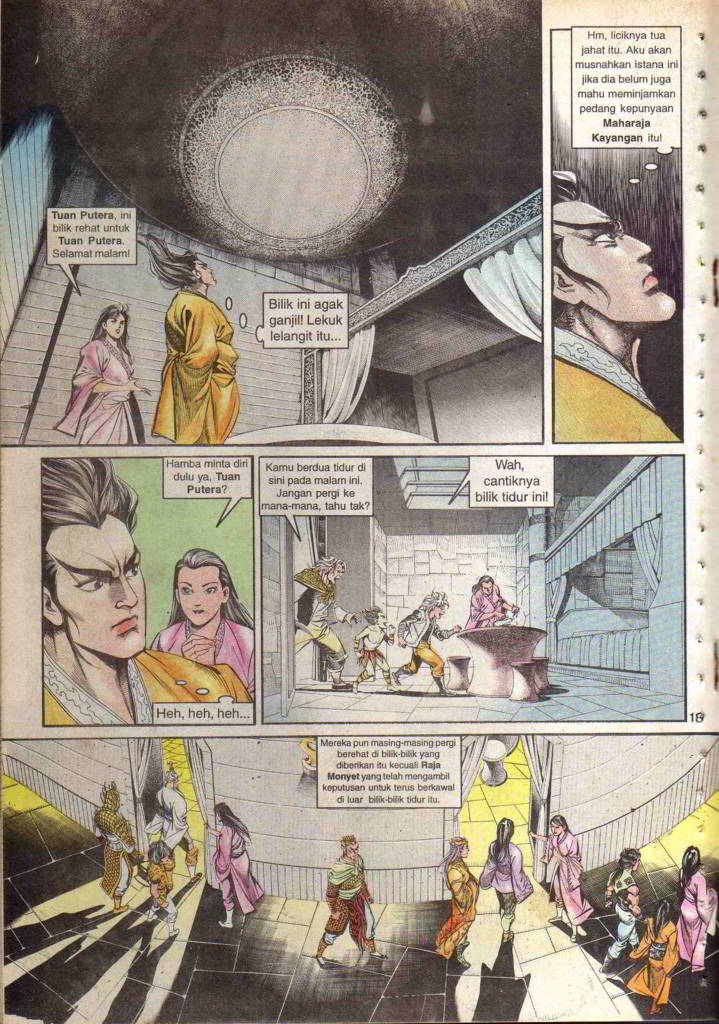 Tuan Putera, ini
bilik rehat untuk
Tuan Putera.
Selamat malam!
Bilik ini agak
ganjil! Lekuk
lelangit itu...
Hm, liciknya tua
jahat itu. Aku akan
musnahkan istana ini
jika dia belum juga
mahu meminjamkan
pedang kepunyaan
Maharaja
Kayangan itu!
Hamba minta diri
dulu ya, Tuan
Putera?
Heh, heh, heh...
Kamu berdua tidur di
sini pada malam ini.
Jangan pergi ke
mana-mana, tahu tak?
Wah,
cantiknya
bilik tidur ini!
Mereka pun masing-masing pergi
berehat di bilik-bilik yang
diberikan itu kecuali Raja
Monyet yang telah mengambil
keputusan untuk terus berkawal
di luar bilik-bilik tidur itu.